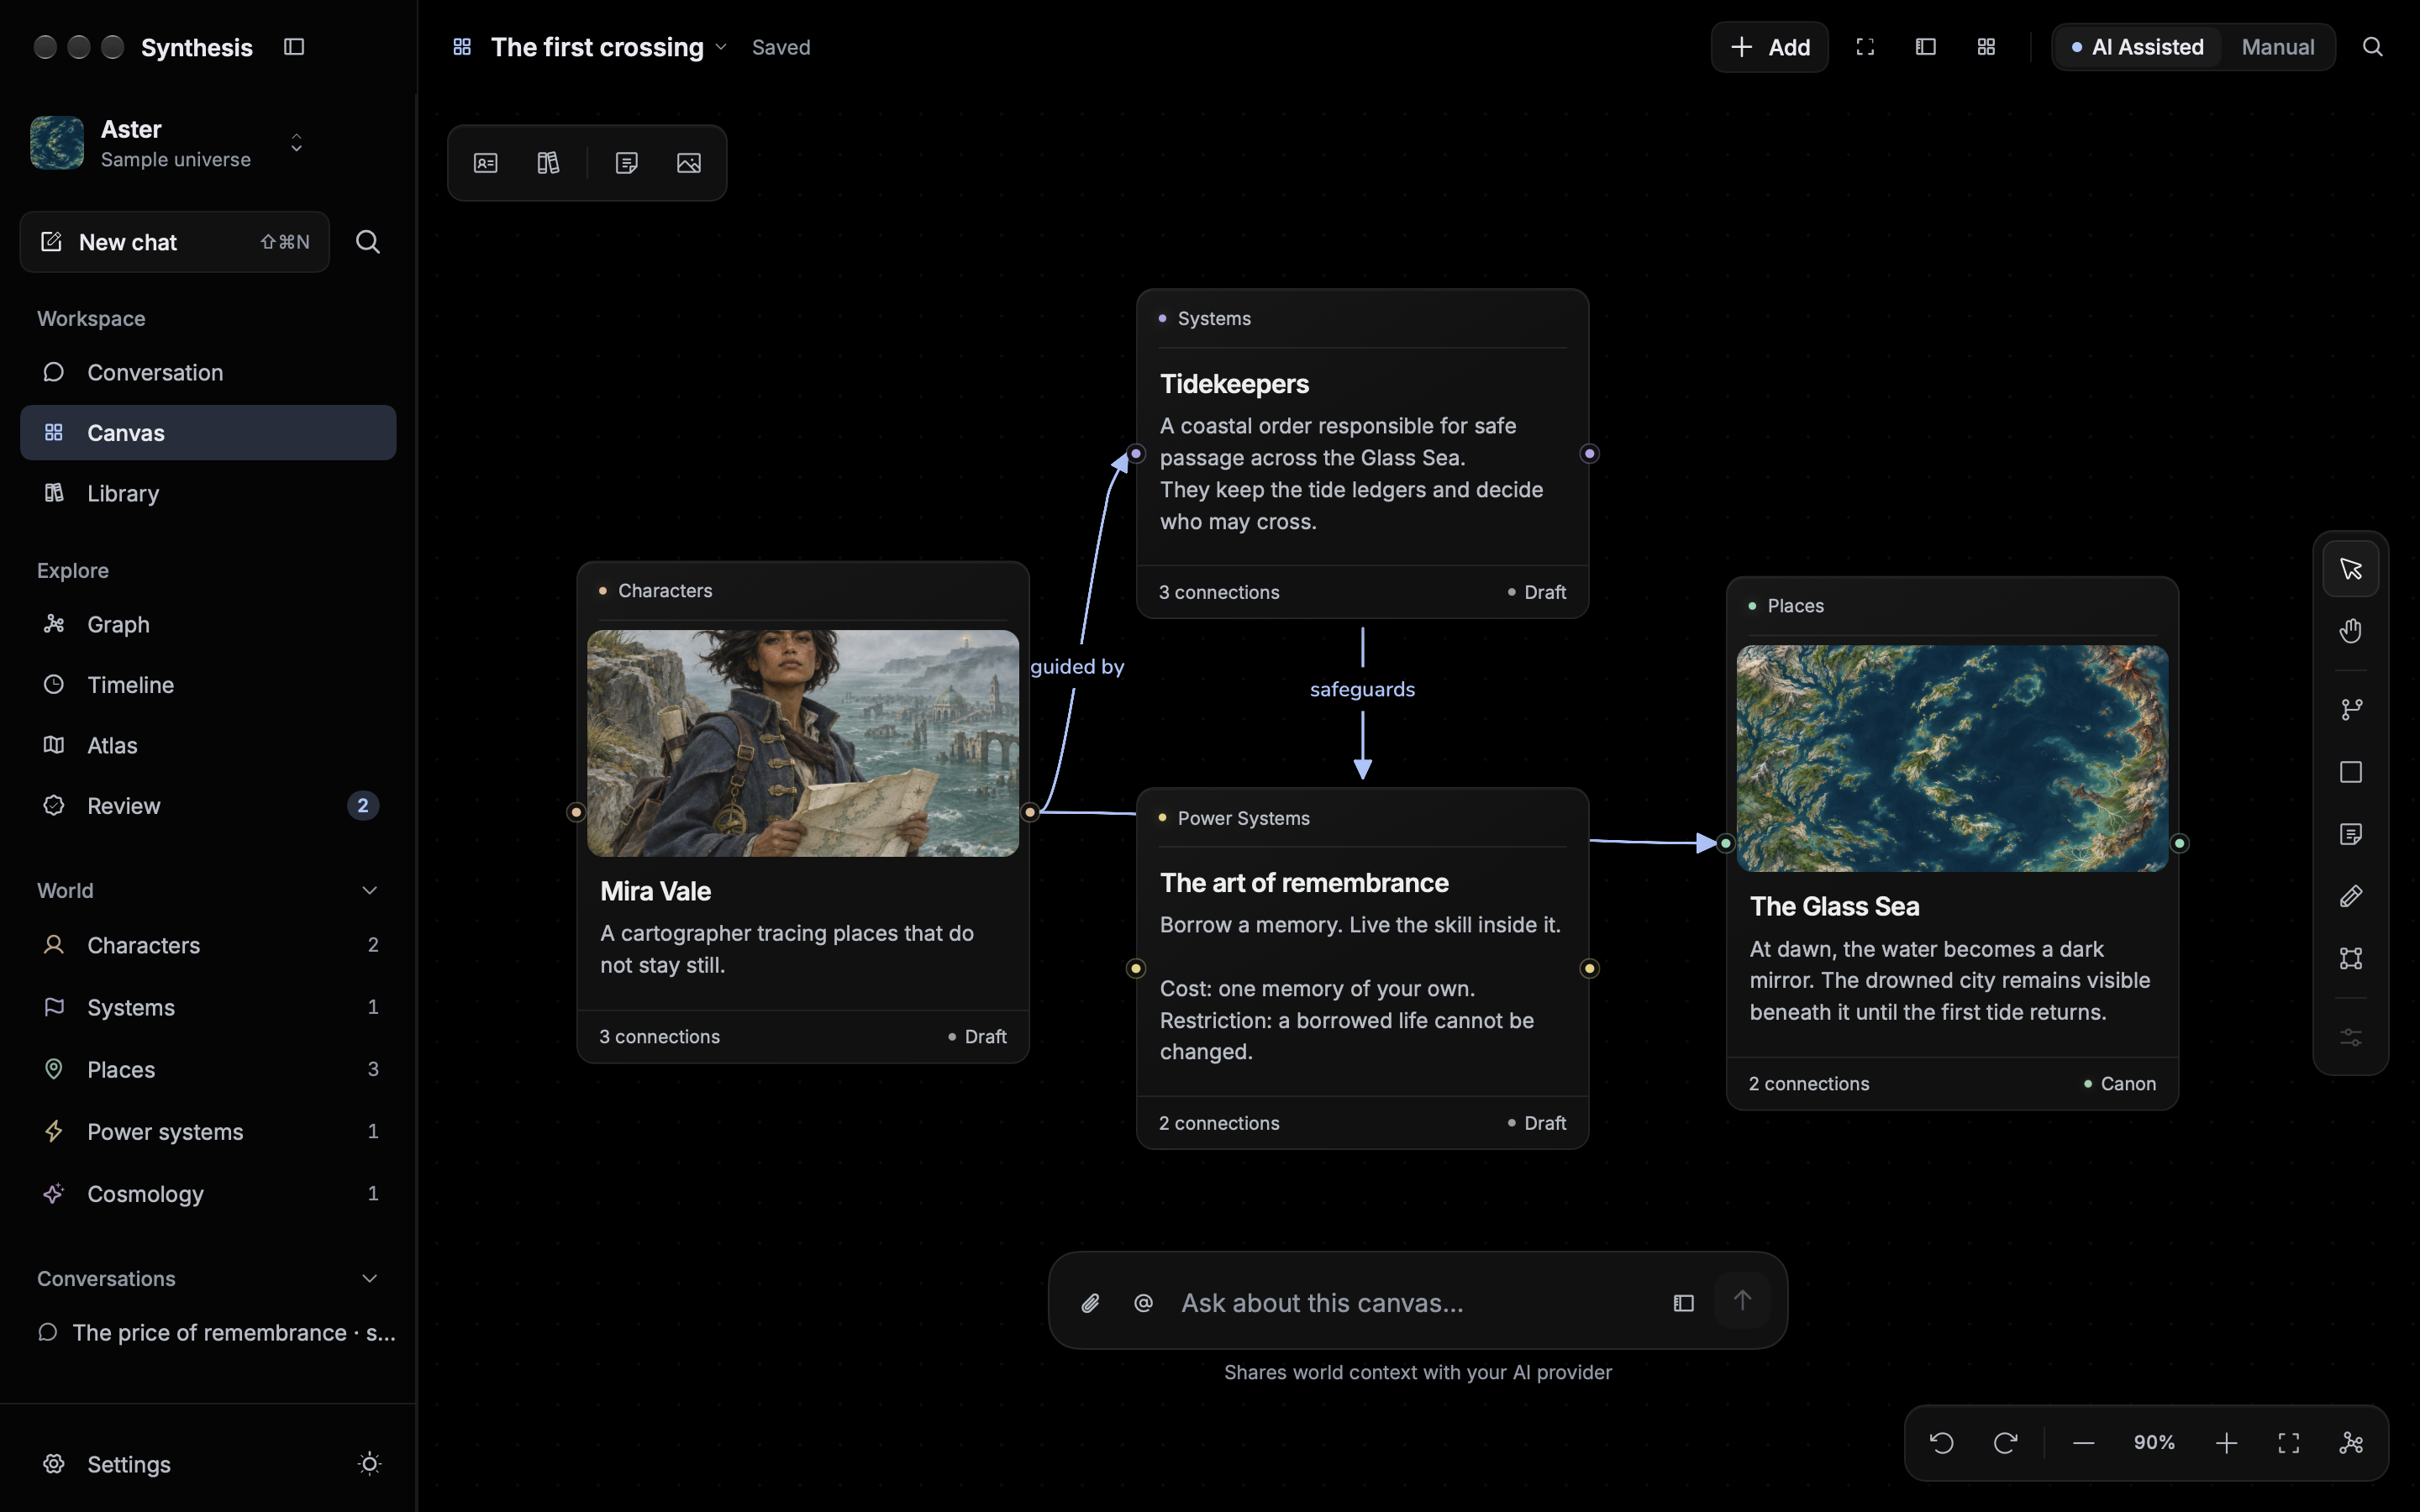 Synthesis
The first crossing
Saved
Add
AI Assisted
Manual
Aster
Sample universe
New chat
⇧⌘N
Workspace
Conversation
Canvas
Library
Explore
Graph
Timeline
Atlas
Review
2
World
Characters
2
Systems
1
Places
3
Power systems
1
Cosmology
1
Conversations
The price of remembrance · s...
Settings
Systems
Tidekeepers
A coastal order responsible for safe
passage across the Glass Sea.
They keep the tide ledgers and decide
who may cross.
3 connections
Draft
guided by
safeguards
Characters
Mira Vale
A cartographer tracing places that do
not stay still.
3 connections
Draft
Power Systems
The art of remembrance
Borrow a memory. Live the skill inside it.
Cost: one memory of your own.
Restriction: a borrowed life cannot be
changed.
2 connections
Draft
Places
The Glass Sea
At dawn, the water becomes a dark
mirror. The drowned city remains visible
beneath it until the first tide returns.
2 connections
Canon
@
Ask about this canvas...
Shares world context with your AI provider
90%